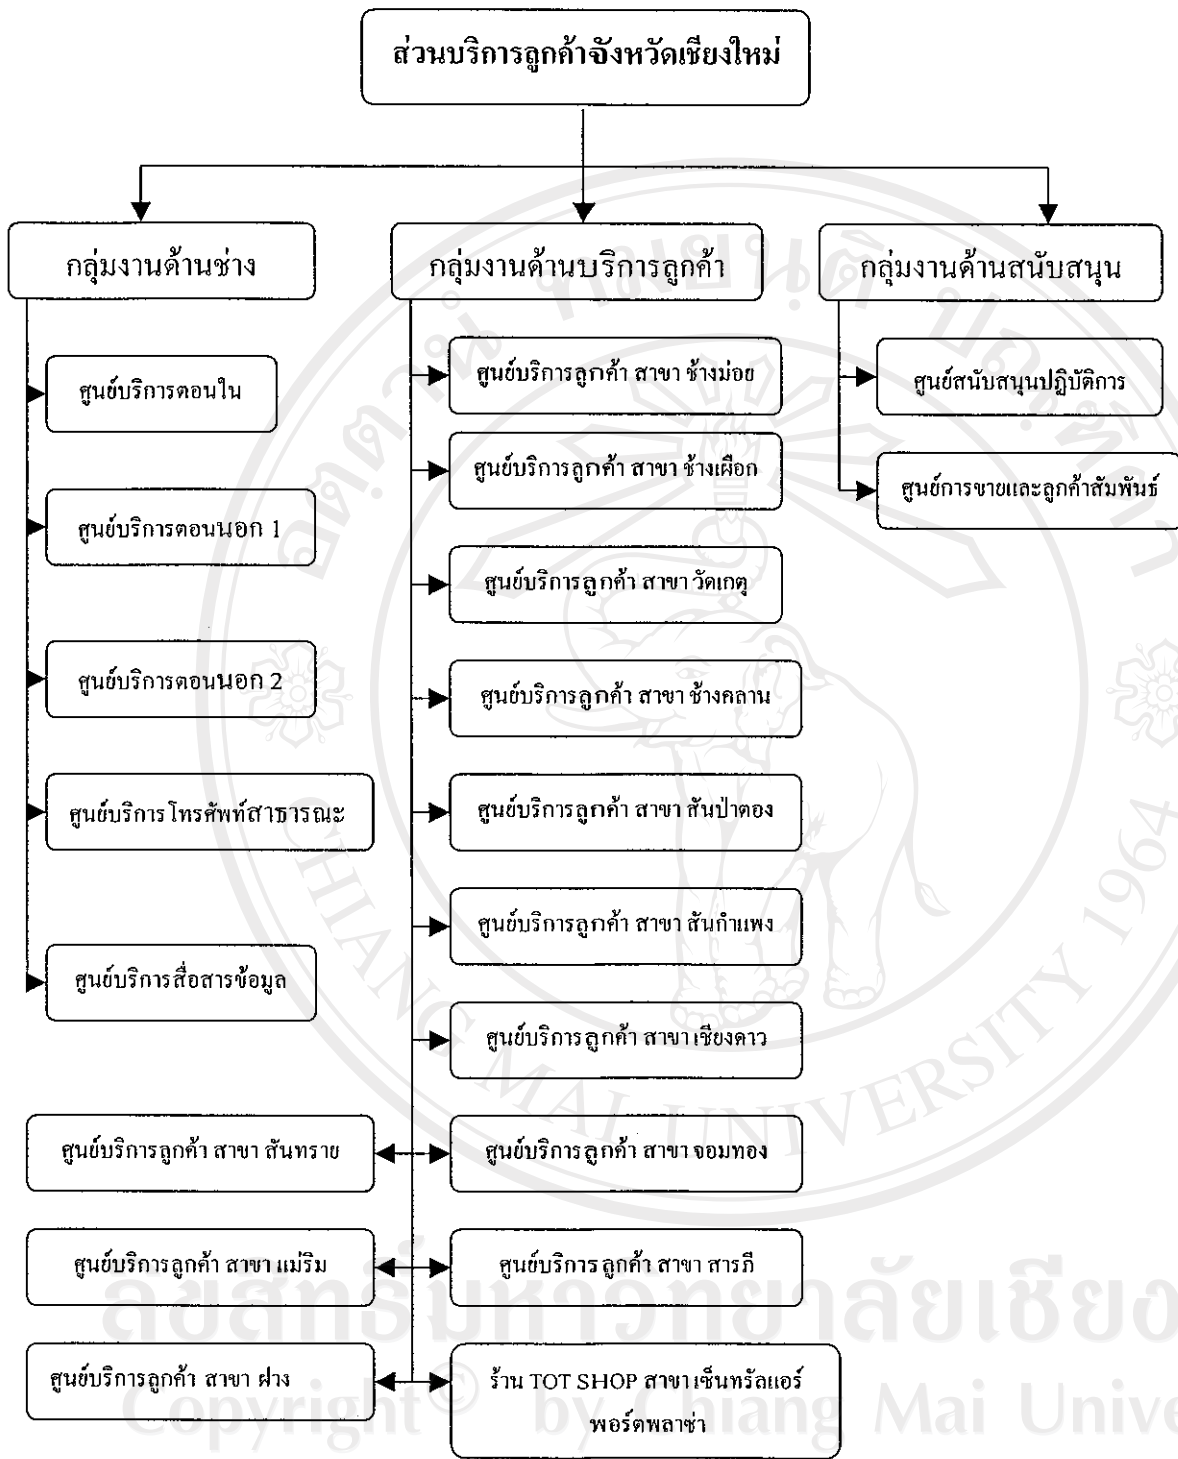 ส่วนบริการลูกค้าจังหวัดเชียงใหม่
กลุ่มงานด้านช่าง
ศูนย์บริการตอนใน
ศูนย์บริการตอนนอก 1
ศูนย์บริการตอนนอก 2
ศูนย์บริการโทรศัพท์สาธารณะ
ศูนย์บริการสื่อสารข้อมูล
กลุ่มงานด้านบริการลูกค้า
ศูนย์บริการลูกค้า สาขา ช้างม่อย
ศูนย์บริการลูกค้า สาขา ช้างเผือก
ศูนย์บริการลูกค้า สาขา วัดเกตุ
ศูนย์บริการลูกค้า สาขา ช้างคลาน
ศูนย์บริการลูกค้า สาขา สันป่าตอง
ศูนย์บริการลูกค้า สาขา สันกำแพง
ศูนย์บริการลูกค้า สาขา เชียงดาว
ศูนย์บริการลูกค้า สาขา สันทราย
ศูนย์บริการลูกค้า สาขา จอมทอง
ศูนย์บริการลูกค้า สาขา แม่ริม
ศูนย์บริการลูกค้า สาขา สารภี
ศูนย์บริการลูกค้า สาขา ฝาง
ร้าน TOT SHOP สาขา เซ็นทรัลแอร์
พอร์ตพลาซ่า
กลุ่มงานด้านสนับสนุน
ศูนย์สนับสนุนปฏิบัติการ
ศูนย์การขายและลูกค้าสัมพันธ์
CHIANG MAI UNIVERSITY 1964
ลิขสิทธิ์มหาวิทยาลัยเชียง
Copyright © by Chiang Mai Unive